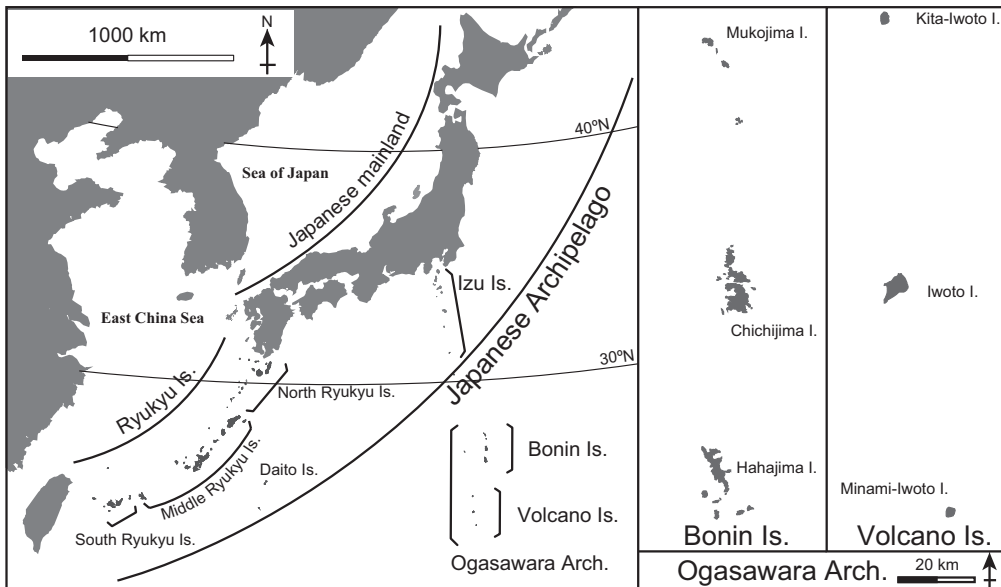 1000 km
N
40ºN
Sea of Japan
Japanese mainland
Japanese Archipelago
Izu Is.
East China Sea
30ºN
Ryukyu Is.
North Ryukyu Is.
Middle Ryukyu Is.
Daito Is.
South Ryukyu Is.
Bonin Is.
Volcano Is.
Ogasawara Arch.
Mukojima I.
Chichijima I.
Hahajima I.
Bonin Is.
Kita-Iwoto I.
Iwoto I.
Minami-Iwoto I.
Volcano Is.
Ogasawara Arch.
20 km